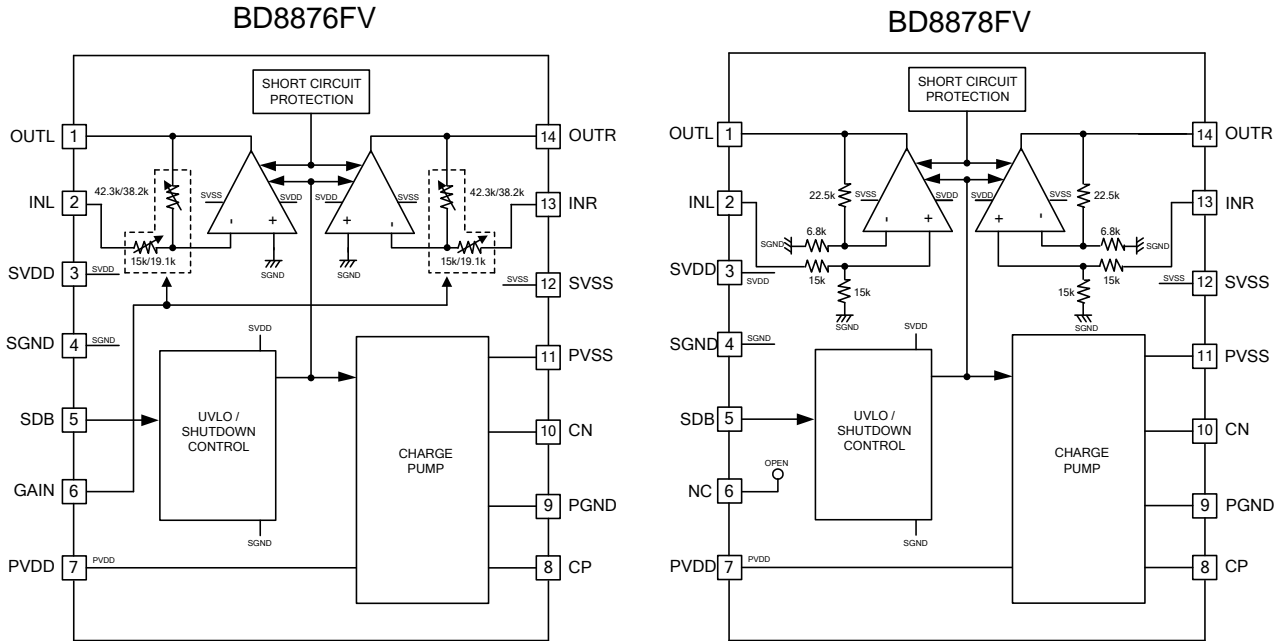 BD8876FV
SHORT CIRCUIT
PROTECTION
OUTL
1
14
OUTR
42.3k/38.2k
42.3k/38.2k
SVSS
SVDD
SVDD
SVSS
INL
2
13
INR
-
+
+
-
15k/19.1k
15k/19.1k
SGND
SVDD
3
SVDD
SVSS
12
SVSS
SGND
4
SGND
SVDD
11
PVSS
SDB
5
UVLO /
SHUTDOWN
CONTROL
10
CN
CHARGE
PUMP
GAIN
6
9
PGND
SGND
PVDD
7
PVDD
8
CP
BD8878FV
SHORT CIRCUIT
PROTECTION
OUTL
1
14
OUTR
22.5k
22.5k
SVSS
SVDD
SVDD
SVSS
INL
2
13
INR
-
+
+
-
6.8k
6.8k
SGND
SGND
15k
15k
SVDD
3
SVDD
15k
15k
SVSS
12
SVSS
SGND
SGND
SGND
4
SGND
SVDD
11
PVSS
SDB
5
UVLO /
SHUTDOWN
CONTROL
10
CN
CHARGE
PUMP
OPEN
NC
6
9
PGND
SGND
PVDD
7
PVDD
8
CP